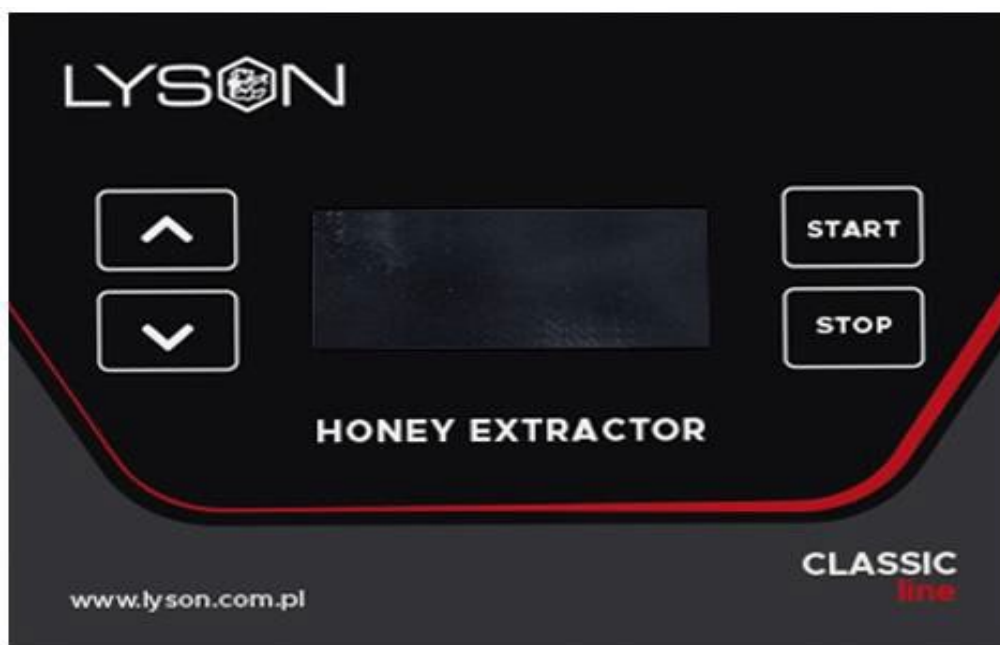 LYSON
START
STOP
HONEY EXTRACTOR
CLASSIC
line
www.lyson.com.pl